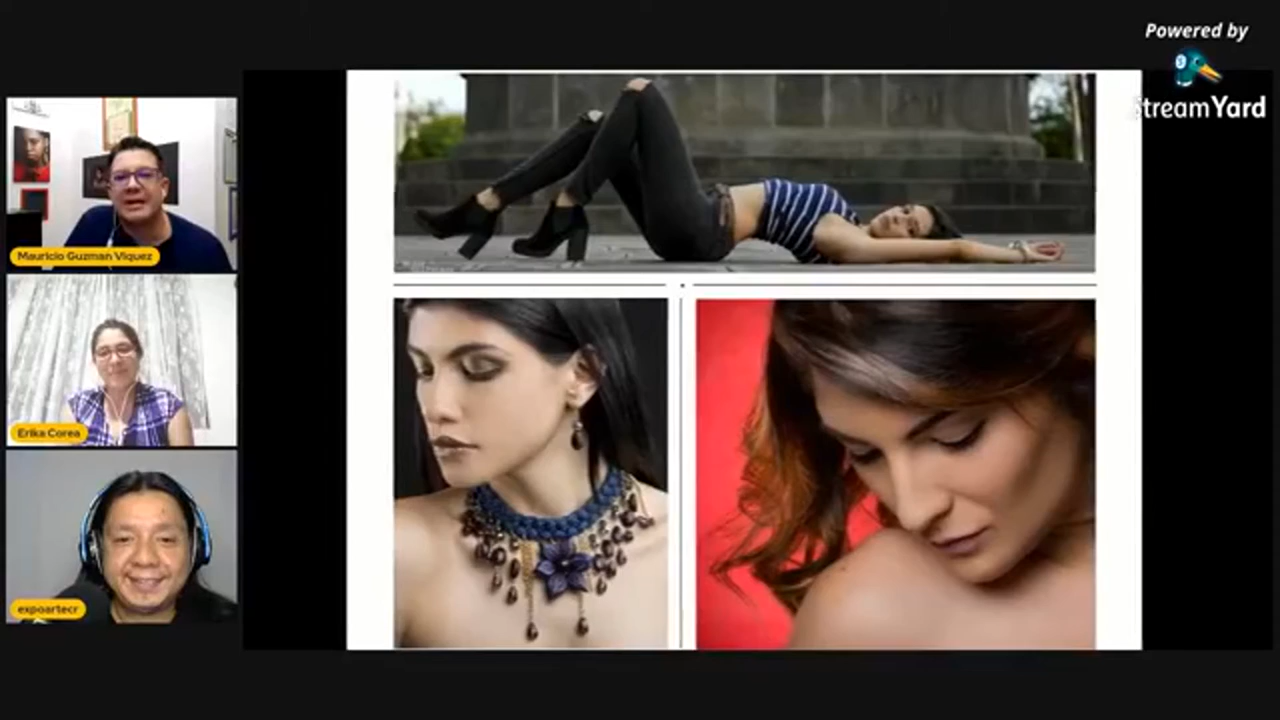 Powered by
StreamYard
Mauricio Guzman Viquez
Erika Corea
expoartecr